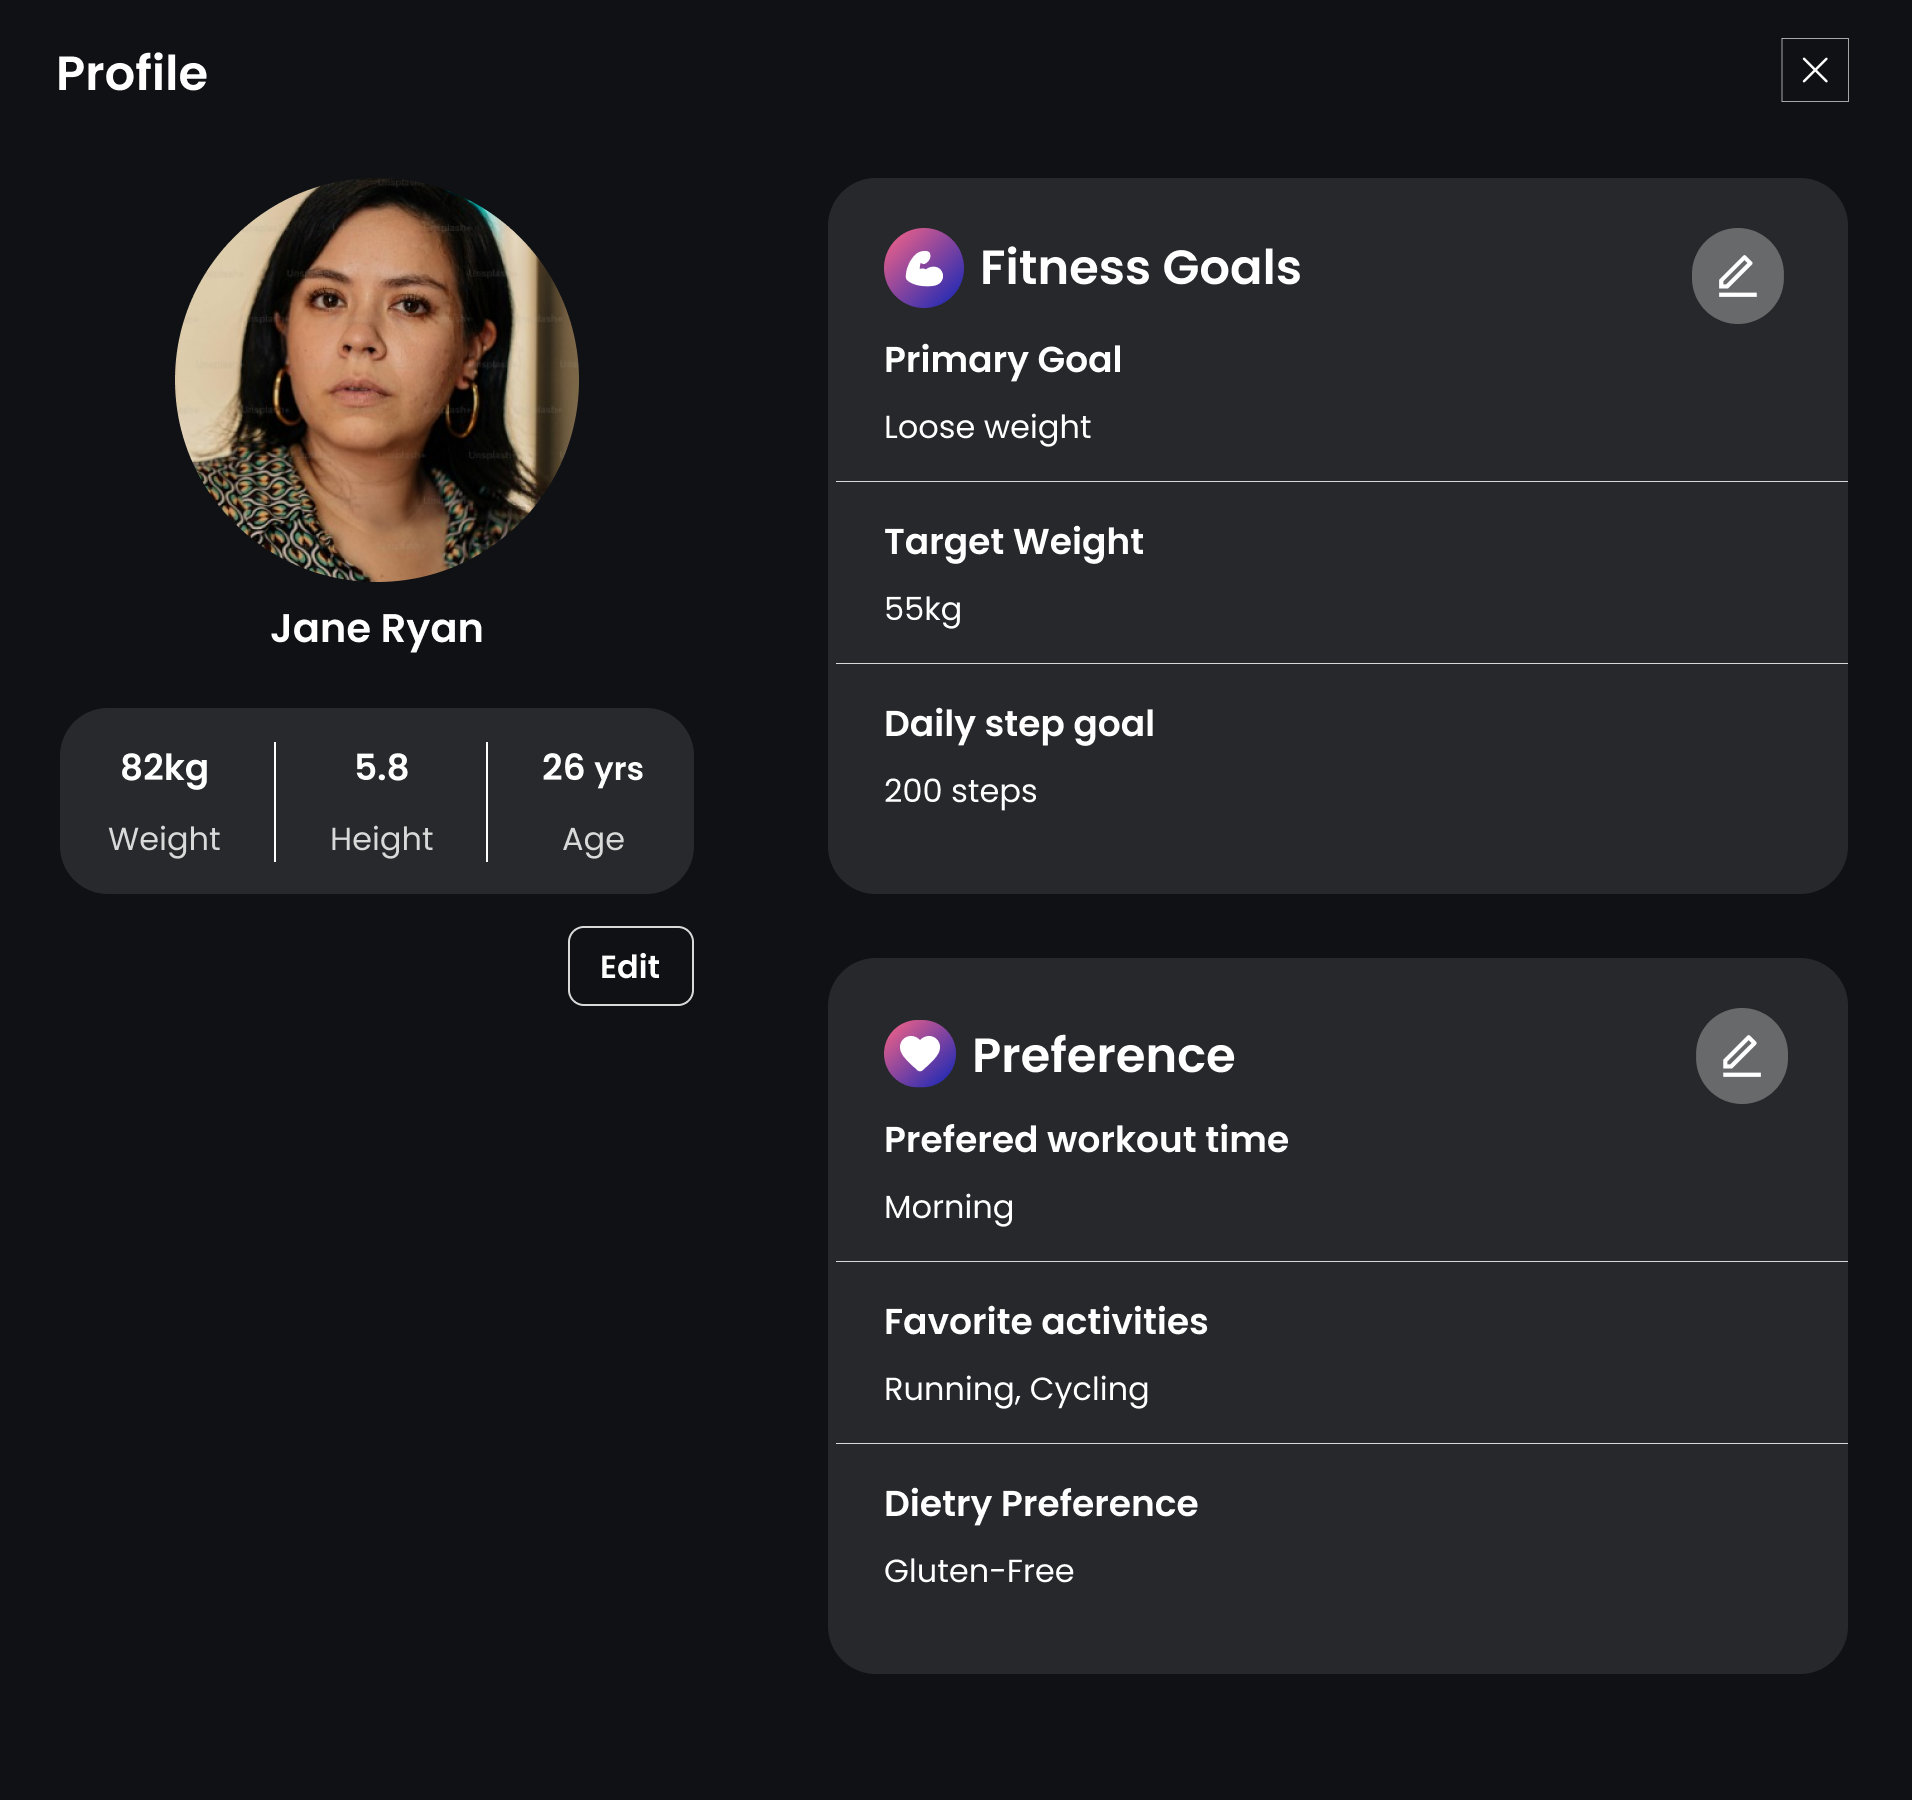 Profile
Jane Ryan
82kg
Weight
5.8
Height
26 yrs
Age
Edit
Fitness Goals
Primary Goal
Loose weight
Target Weight
55kg
Daily step goal
200 steps
Preference
Prefered workout time
Morning
Favorite activities
Running, Cycling
Dietry Preference
Gluten-Free